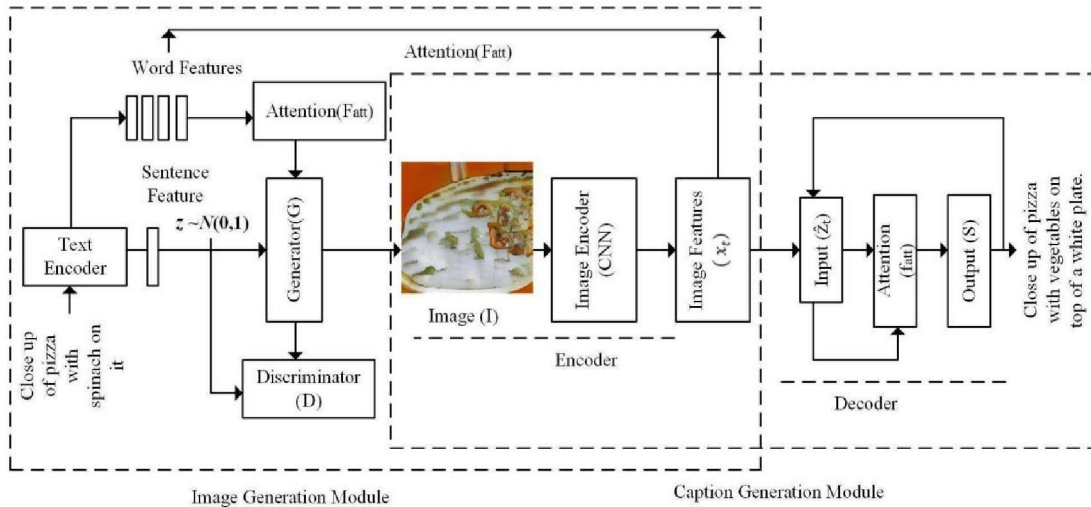 Attention(Fatt)
Word Features
Attention(Fatt)
Sentence
Feature
z ~N(0,1)
Text
Encoder
Generator(G)
Discriminator
(D)
Close up
of pizza
with
spinach on
it
Image (I)
Image Encoder
(CNN)
Image Features
( xt )
Encoder
Input (ẑt)
Attention
(fatt)
Output (S)
Decoder
Close up of pizza
with vegetables on
top of a white plate.
Image Generation Module
Caption Generation Module